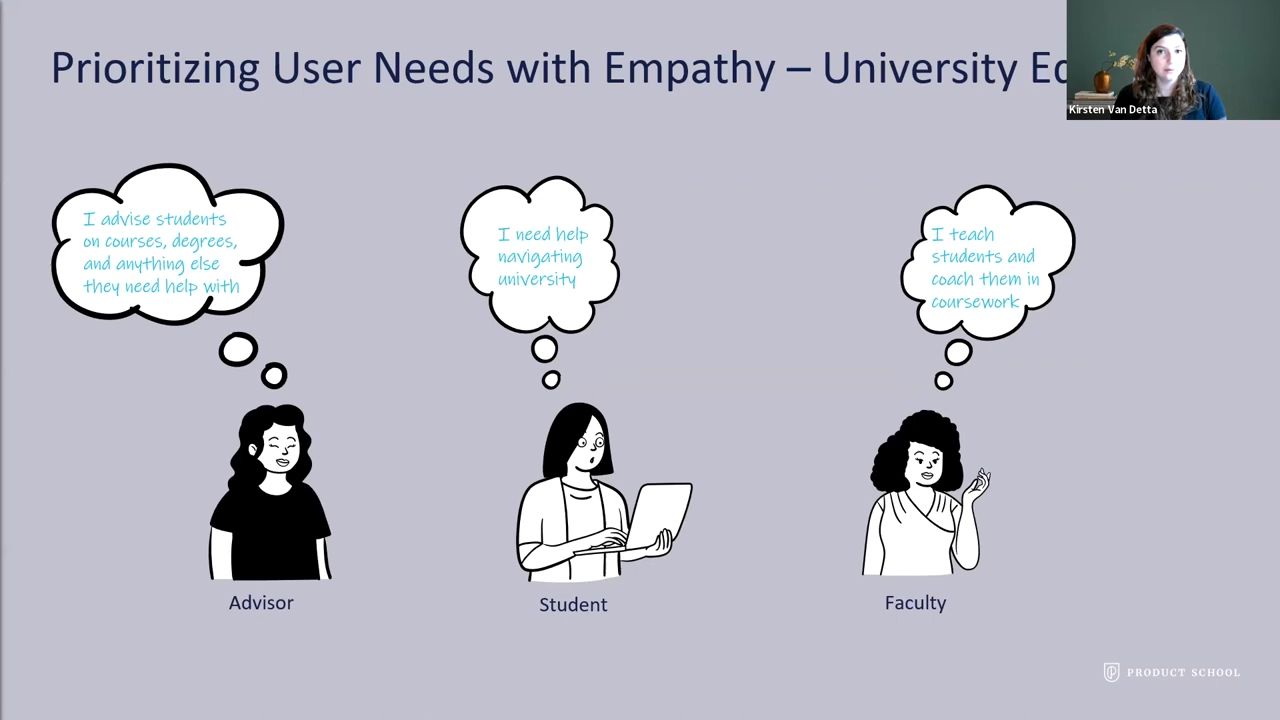 Prioritizing User Needs with Empathy – University
Kirsten Van Detta
I advise students
on courses, degrees,
and anything else
they need help with
I need help
navigating
university
I teach
students and
coach them in
coursework
Advisor
Student
Faculty
PRODUCT SCHOOL